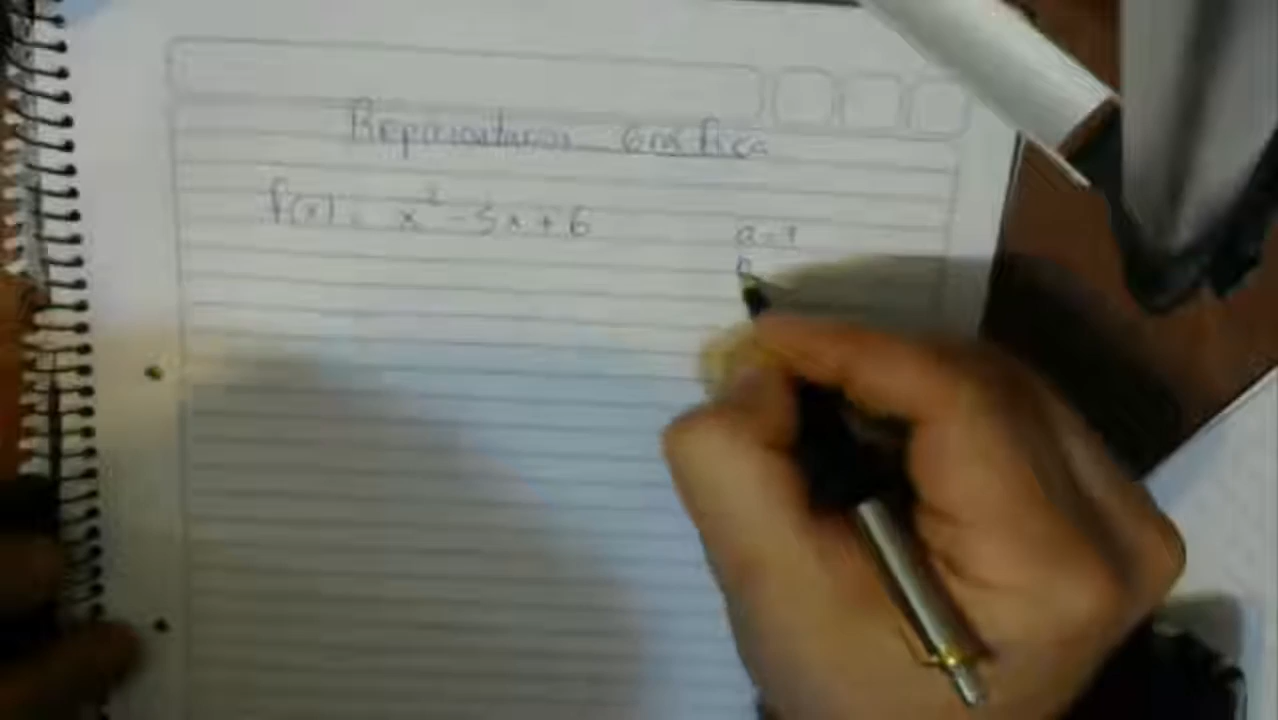 Representacion Grafica
f(x) = x² - 5x + 6
a = 1
b